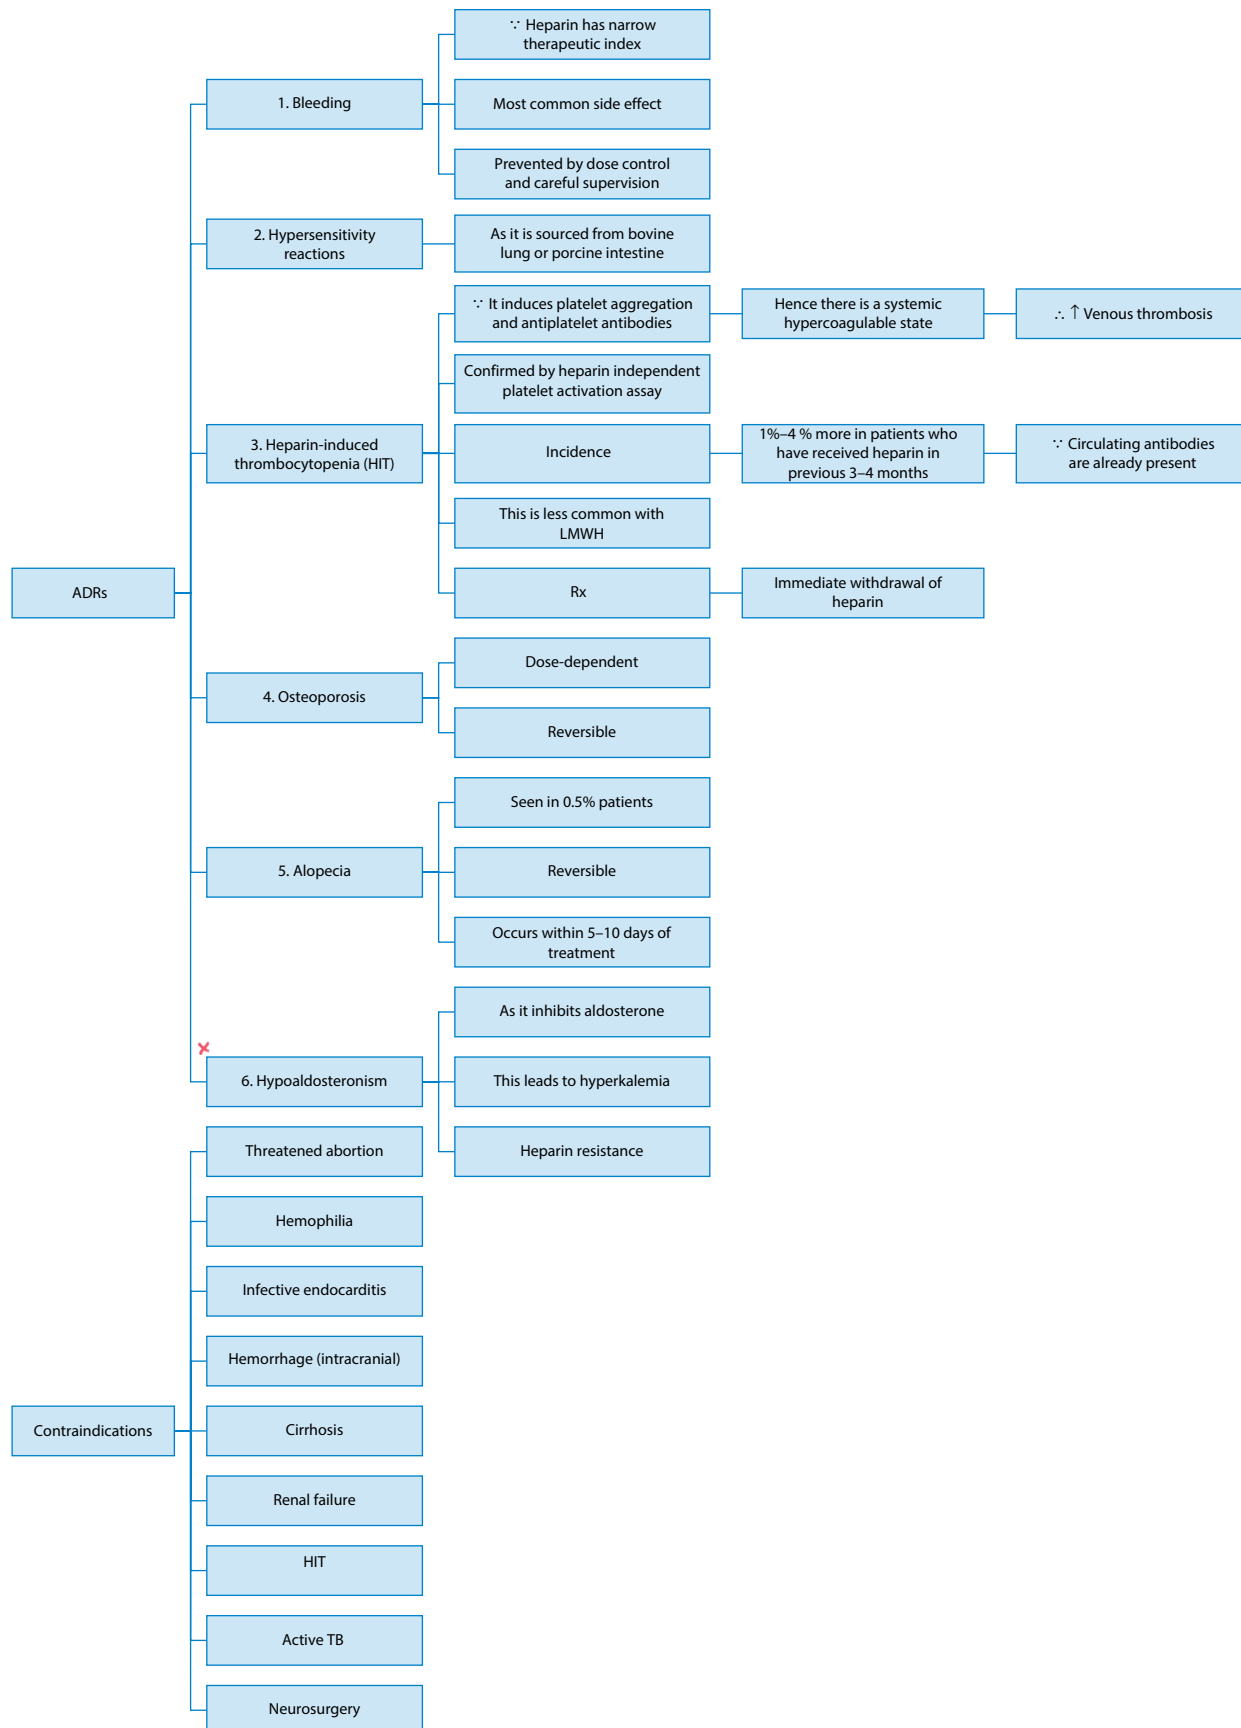 ADRs
1. Bleeding
∵ Heparin has narrow
therapeutic index
Most common side effect
Prevented by dose control
and careful supervision
2. Hypersensitivity
reactions
As it is sourced from bovine
lung or porcine intestine
3. Heparin-induced
thrombocytopenia (HIT)
∵ It induces platelet aggregation
and antiplatelet antibodies
Hence there is a systemic
hypercoagulable state
∴ ↑ Venous thrombosis
Confirmed by heparin independent
platelet activation assay
Incidence
1%–4 % more in patients who
have received heparin in
previous 3–4 months
∵ Circulating antibodies
are already present
This is less common with
LMWH
Rx
Immediate withdrawal of
heparin
4. Osteoporosis
Dose-dependent
Reversible
5. Alopecia
Seen in 0.5% patients
Reversible
Occurs within 5–10 days of
treatment
6. Hypoaldosteronism
As it inhibits aldosterone
This leads to hyperkalemia
Heparin resistance
Contraindications
Threatened abortion
Hemophilia
Infective endocarditis
Hemorrhage (intracranial)
Cirrhosis
Renal failure
HIT
Active TB
Neurosurgery